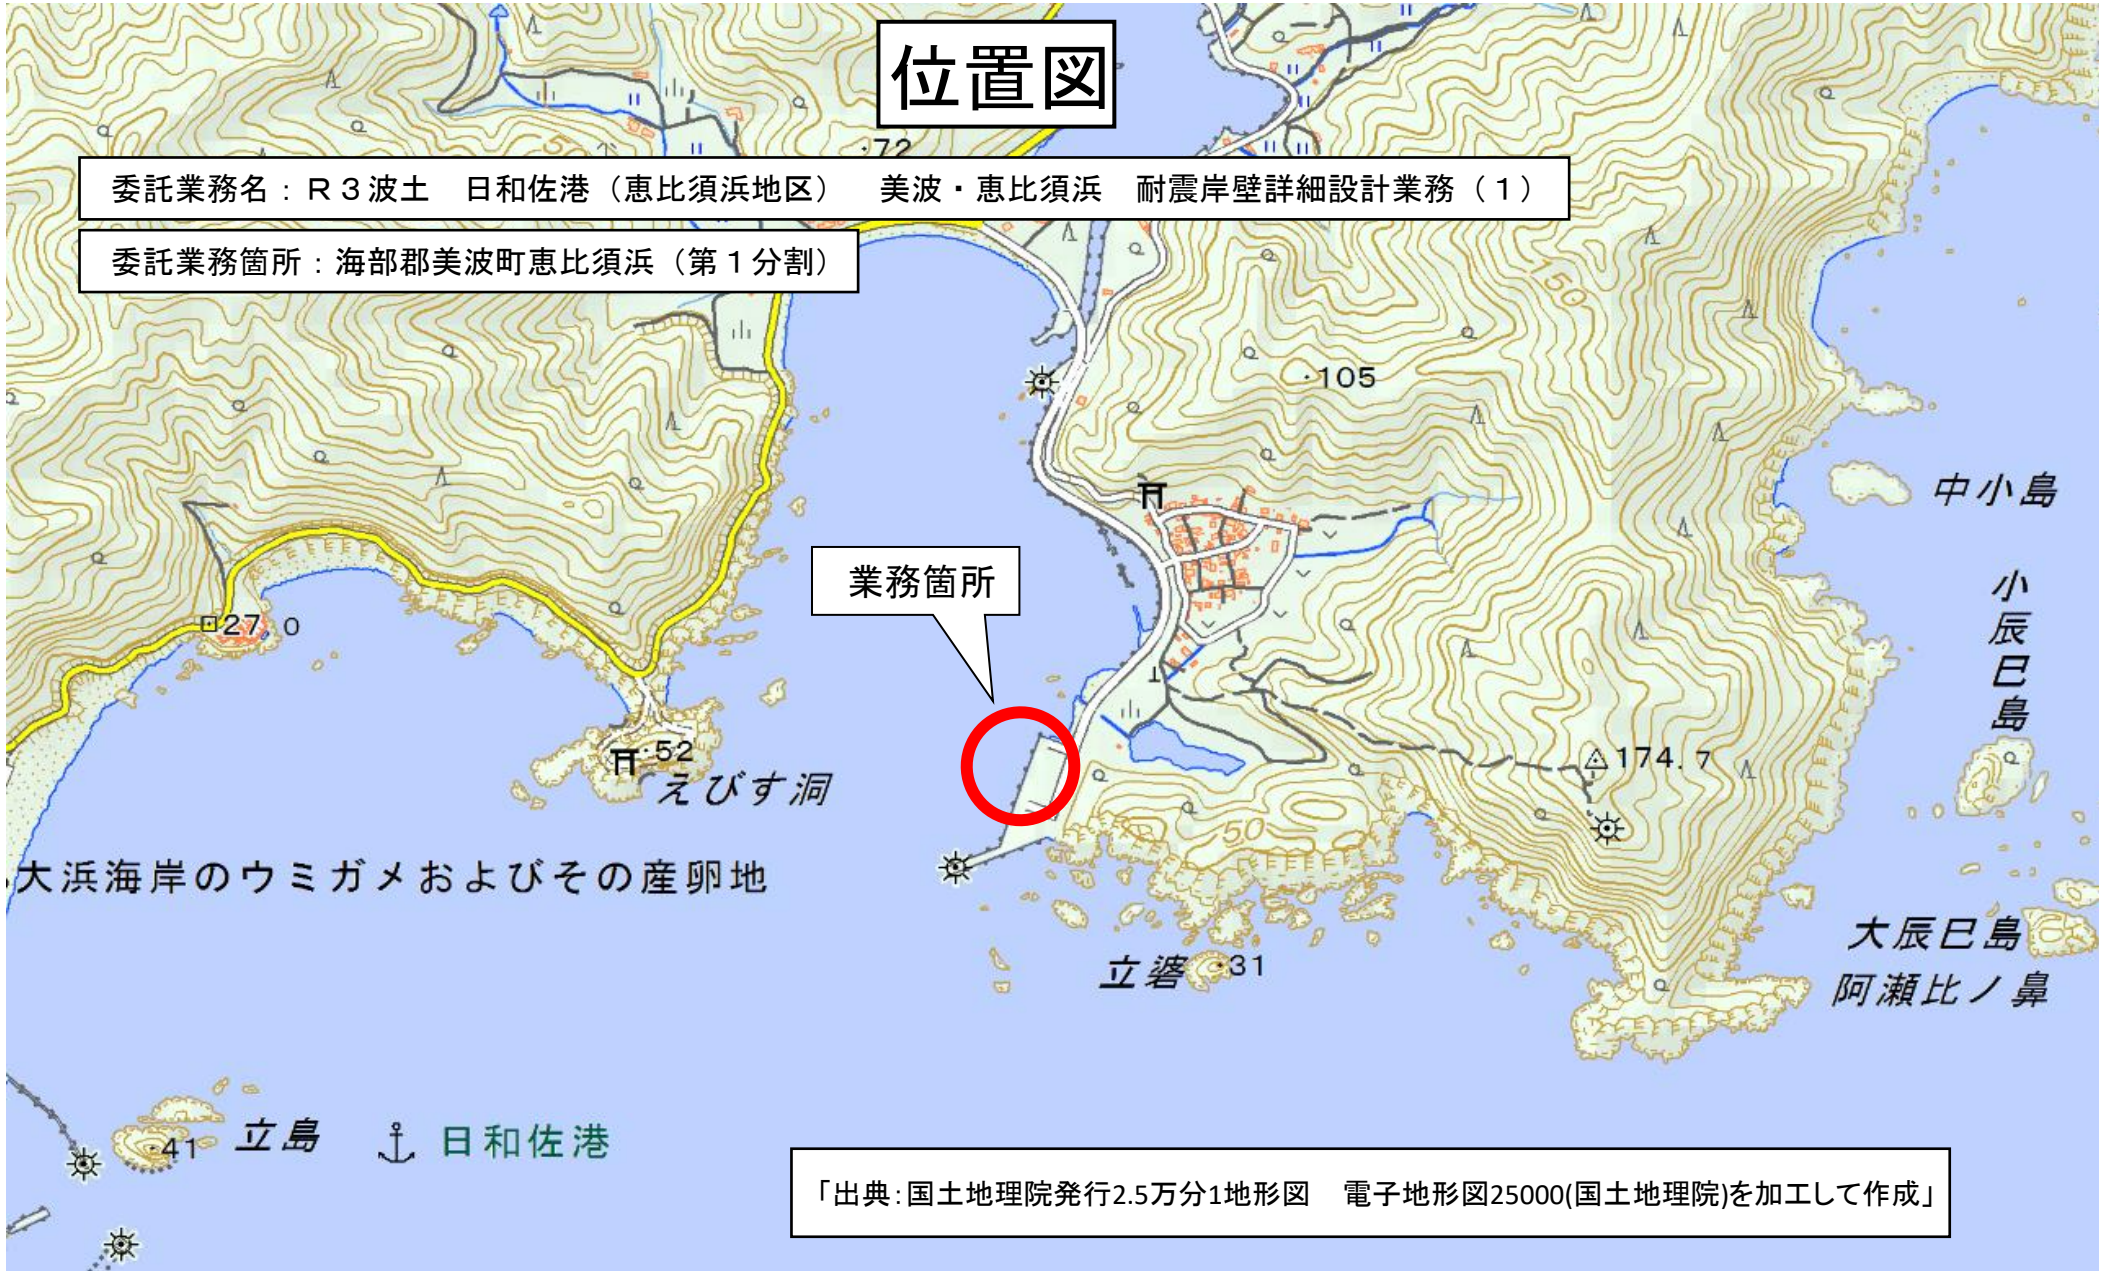 位置図
・72
委託業務名：Ｒ３波土　日和佐港（恵比須浜地区）　美波・恵比須浜　耐震岸壁詳細設計業務（１）
委託業務箇所：海部郡美波町恵比須浜（第１分割）
50
150
・105
中小島
業務箇所
小辰巳島
27.0
・52
えびす洞
174.7
50
大浜海岸のウミガメおよびその産卵地
大辰巳島
立碆
・31
阿瀬比ノ鼻
・41
立島
日和佐港
「出典：国土地理院発行2.5万分1地形図　電子地形図25000(国土地理院)を加工して作成」